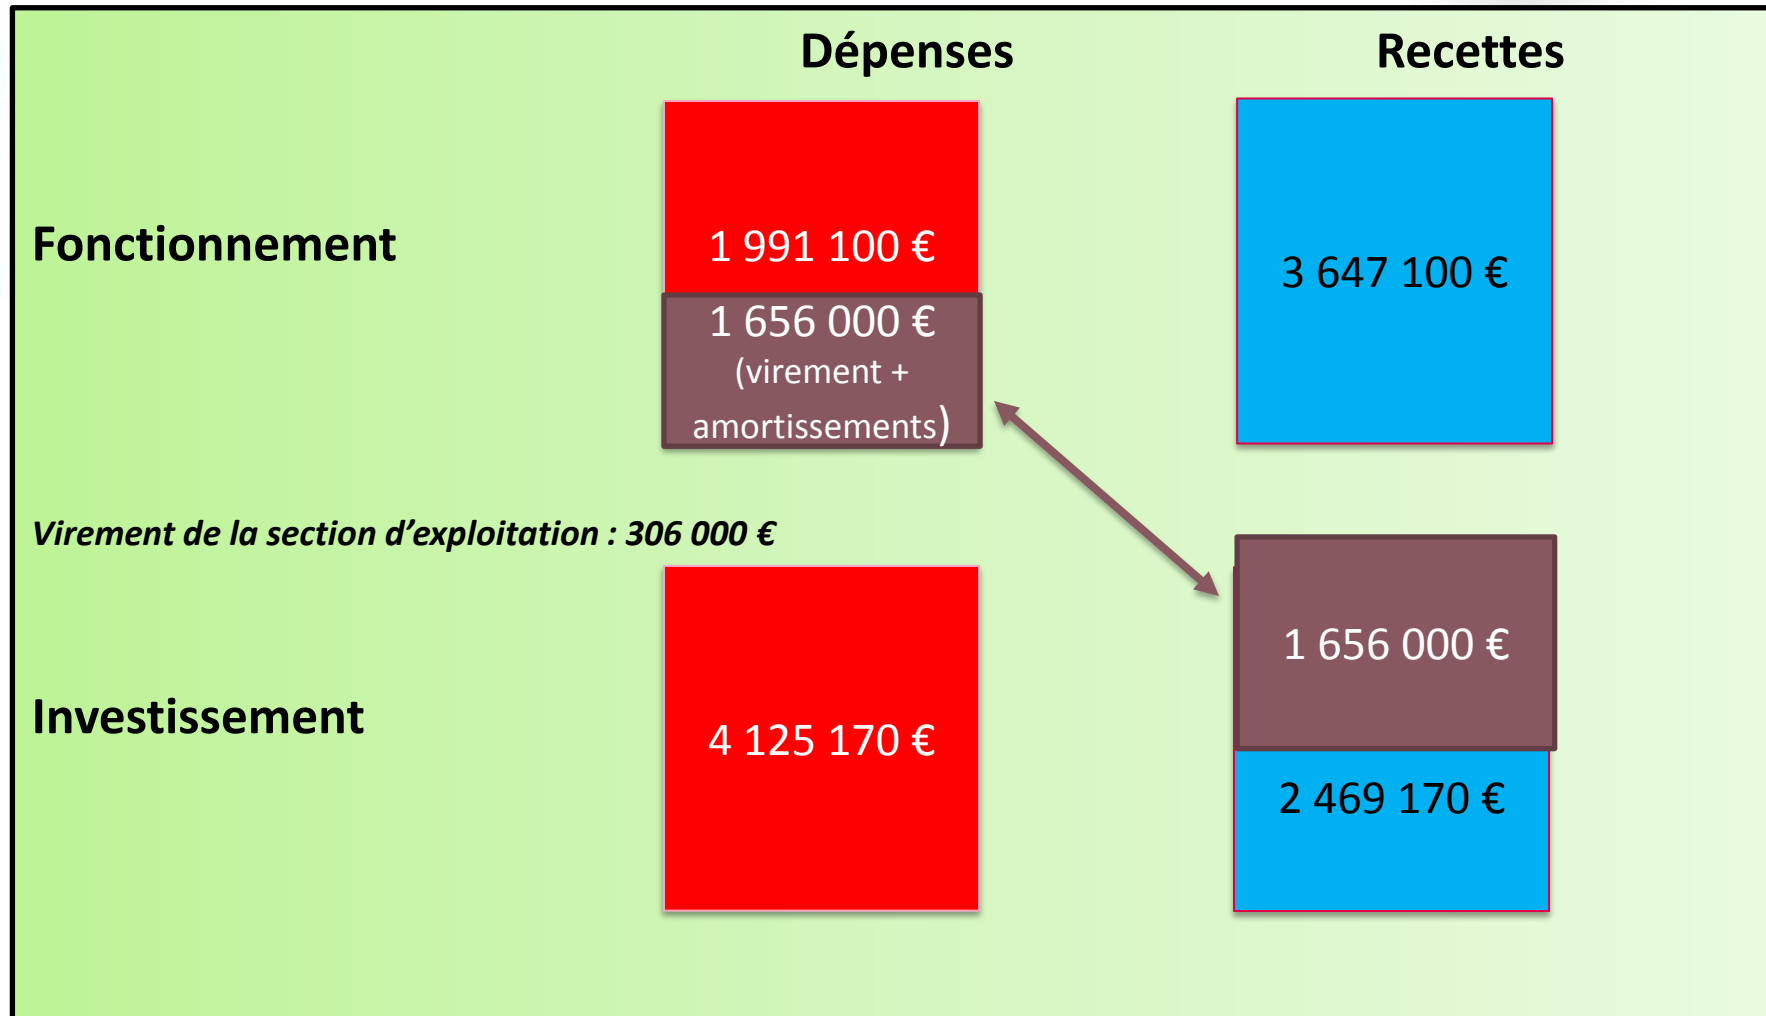 Dépenses
Recettes
Fonctionnement
1 991 100 €
1 656 000 €
(virement +
amortissements)
3 647 100 €
Virement de la section d’exploitation : 306 000 €
Investissement
4 125 170 €
1 656 000 €
2 469 170 €